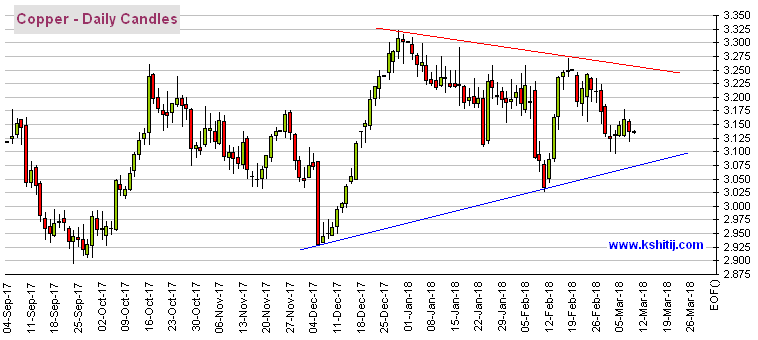 Copper - Daily Candles
3.350
3.325
3.300
3.275
3.250
3.225
3.200
3.175
3.150
3.125
3.100
3.075
3.050
3.025
3.000
2.975
2.950
2.925
2.900
2.875
www.kshitij.com
04-Sep-17
11-Sep-17
18-Sep-17
25-Sep-17
02-Oct-17
09-Oct-17
16-Oct-17
23-Oct-17
30-Oct-17
06-Nov-17
13-Nov-17
20-Nov-17
27-Nov-17
04-Dec-17
11-Dec-17
18-Dec-17
25-Dec-17
01-Jan-18
08-Jan-18
15-Jan-18
22-Jan-18
29-Jan-18
05-Feb-18
12-Feb-18
19-Feb-18
26-Feb-18
05-Mar-18
12-Mar-18
19-Mar-18
26-Mar-18
EOFO